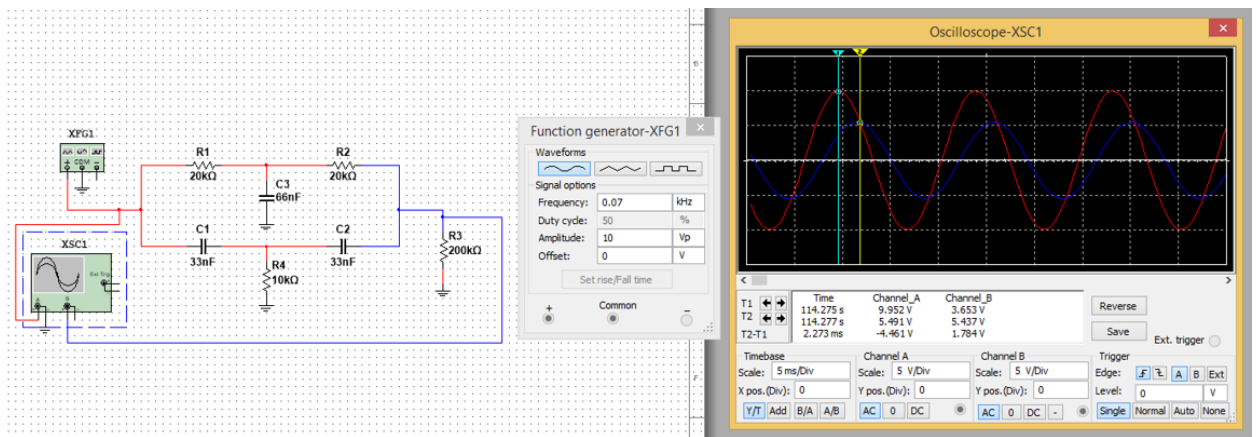 XFG1
COM
+
−
R1
20kΩ
R2
20kΩ
C3
66nF
XSC1
Ext Trig
A
B
C1
33nF
C2
33nF
R4
10kΩ
R3
200kΩ
B
F
Function generator-XFG1
×
Waveforms
Signal options
Frequency: 0.07 kHz
Duty cycle: 50 %
Amplitude: 10 Vp
Offset: 0 V
Set rise/Fall time
+ Common −
Oscilloscope-XSC1
×
1 2
< >
Time Channel_A Channel_B
T1 114.275 s 9.952 V 3.653 V
T2 114.277 s 5.491 V 5.437 V
T2-T1 2.273 ms -4.461 V 1.784 V
Reverse
Save
Ext. trigger
Timebase Channel A Channel B Trigger
Scale: 5 ms/Div Scale: 5 V/Div Scale: 5 V/Div Edge: A B Ext
X pos.(Div): 0 Y pos.(Div): 0 Y pos.(Div): 0 Level: 0 V
Y/T Add B/A A/B AC 0 DC AC 0 DC - Single Normal Auto None